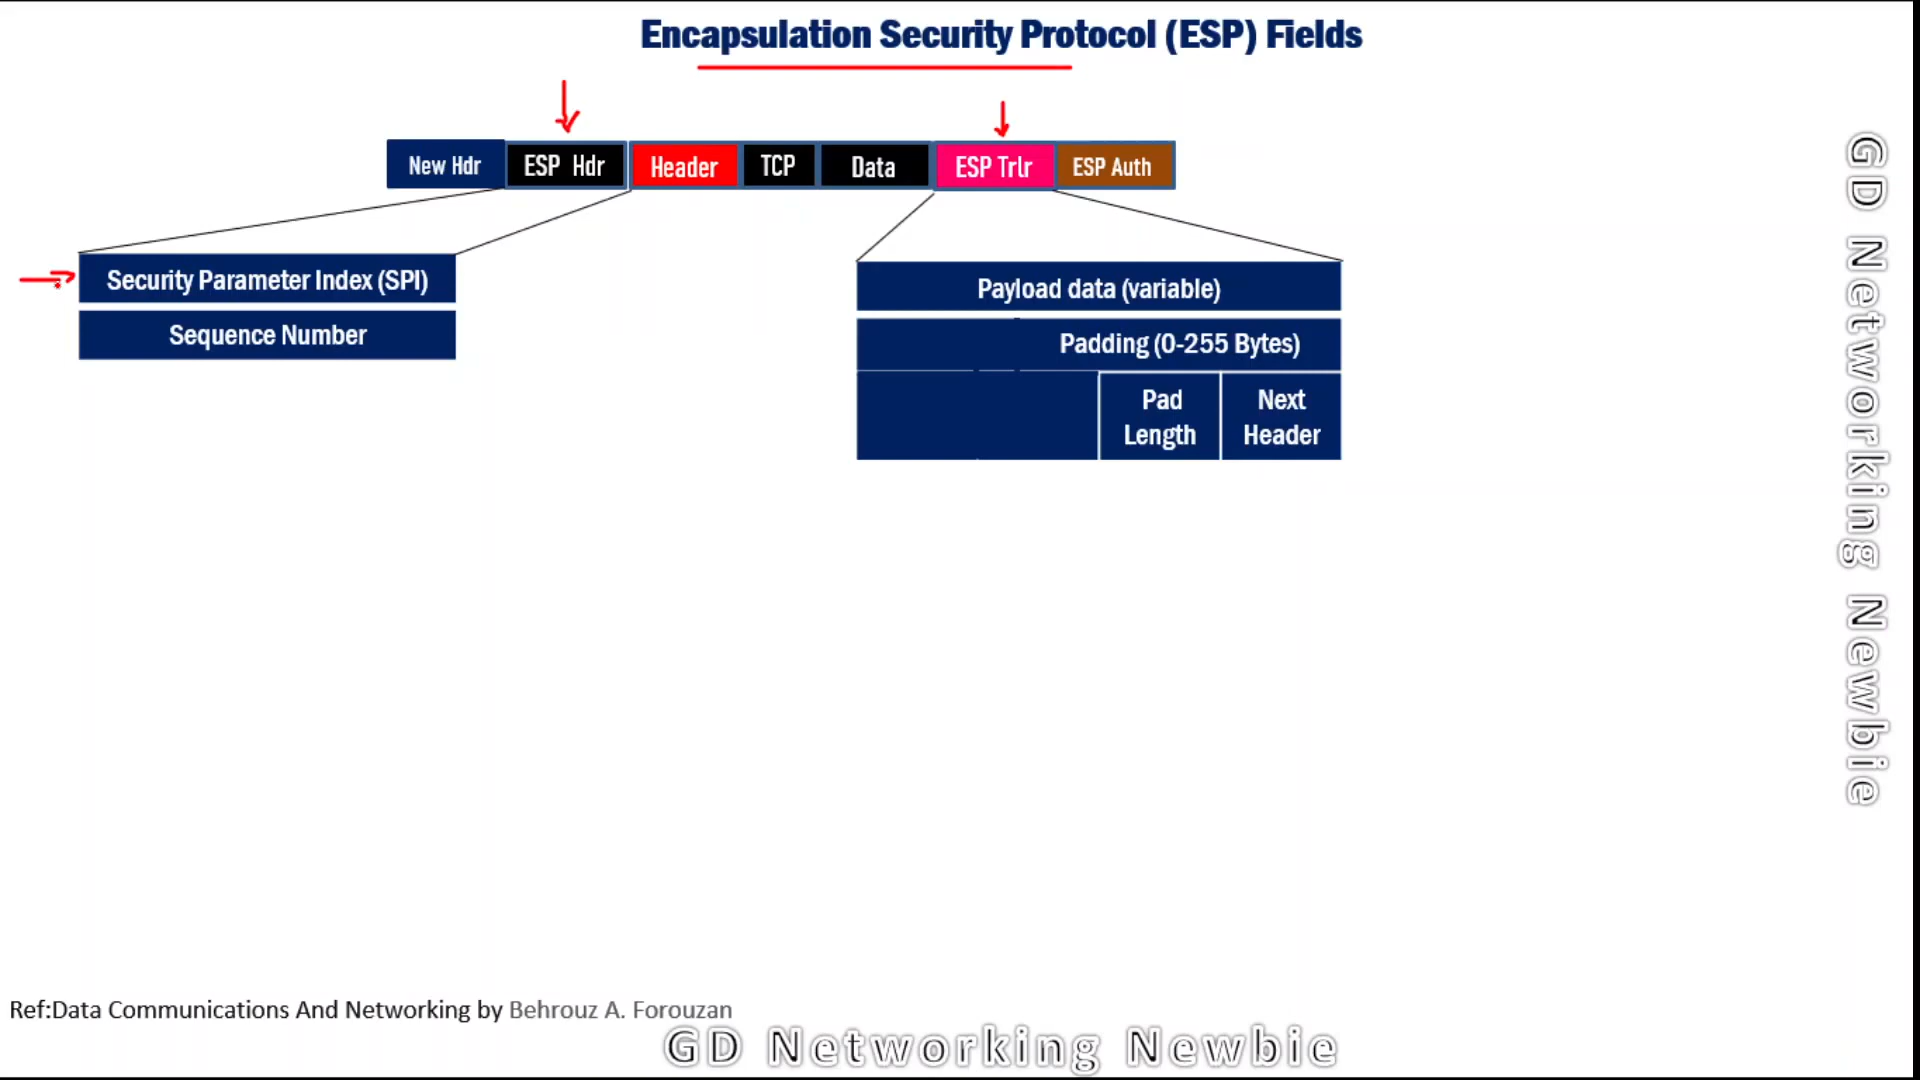 Encapsulation Security Protocol (ESP) Fields
New Hdr ESP Hdr Header TCP Data ESP Trlr ESP Auth
Security Parameter Index (SPI)
Sequence Number
Payload data (variable)
Padding (0-255 Bytes)
Pad Length
Next Header
Ref:Data Communications And Networking by Behrouz A. Forouzan
GD Networking Newbie
GD Networking Newbie